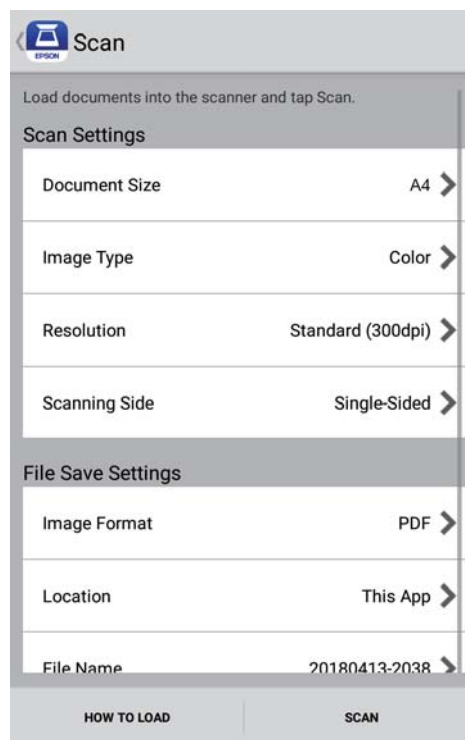 EPSON
Scan
Load documents into the scanner and tap Scan.
Scan Settings
Document Size A4
Image Type Color
Resolution Standard (300dpi)
Scanning Side Single-Sided
File Save Settings
Image Format PDF
Location This App
File Name 20180413-2038
HOW TO LOAD SCAN